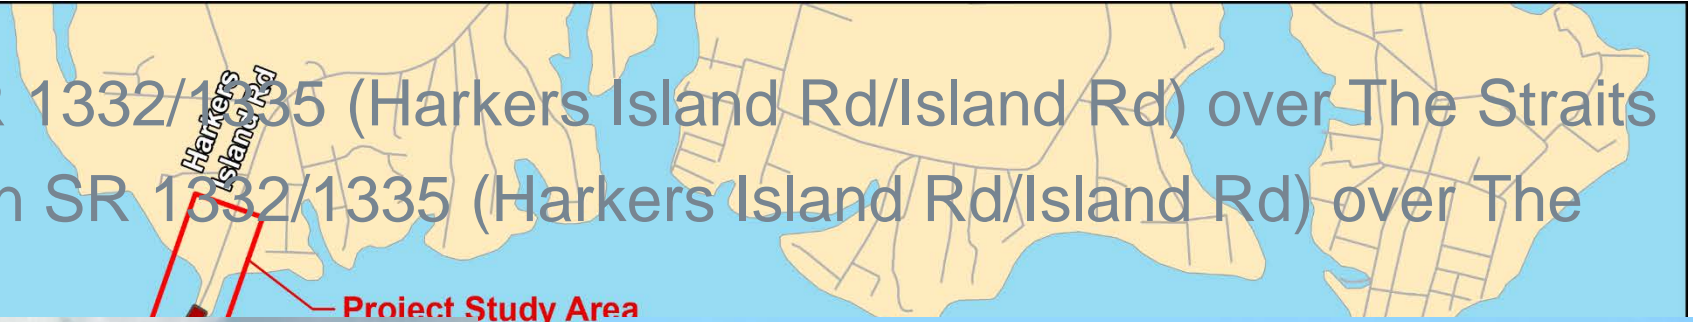 1332/1335 (Harkers Island Rd/Island Rd) over The Straits
Harkers
Island Rd
SR 1332/1335 (Harkers Island Rd/Island Rd) over The
Project Study Area